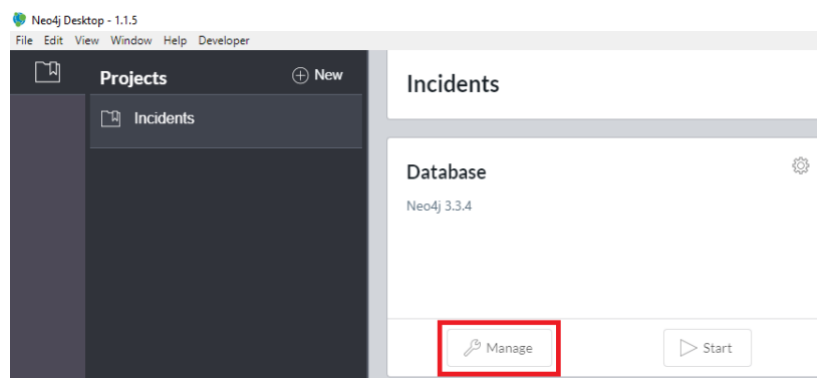 Neo4j Desktop - 1.1.5
File Edit View Window Help Developer
Projects
New
Incidents
Incidents
Database
Neo4j 3.3.4
Manage
Start